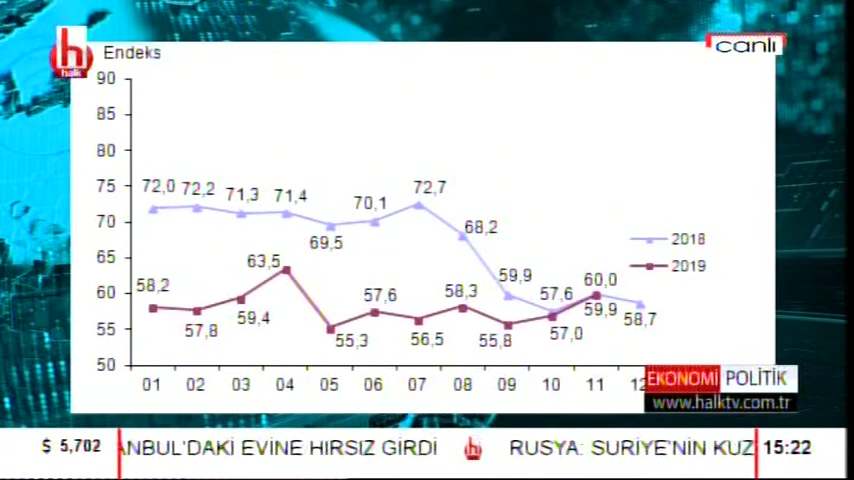 h
halk
Endeks
canlı
90
85
80
75
70
65
60
55
50
72,0 72,2 71,3 71,4 69,5 70,1 72,7 68,2 59,9 57,6 60,0 58,7
58,2 57,8 59,4 63,5 55,3 57,6 56,5 58,3 55,8 57,0 59,9
2018
2019
01 02 03 04 05 06 07 08 09 10 11 12
EKONOMİ POLİTİK
www.halktv.com.tr
$ 5,702 ANBUL'DAKİ EVİNE HIRSIZ GİRDİ h RUSYA: SURİYE'NİN KUZ 15:22